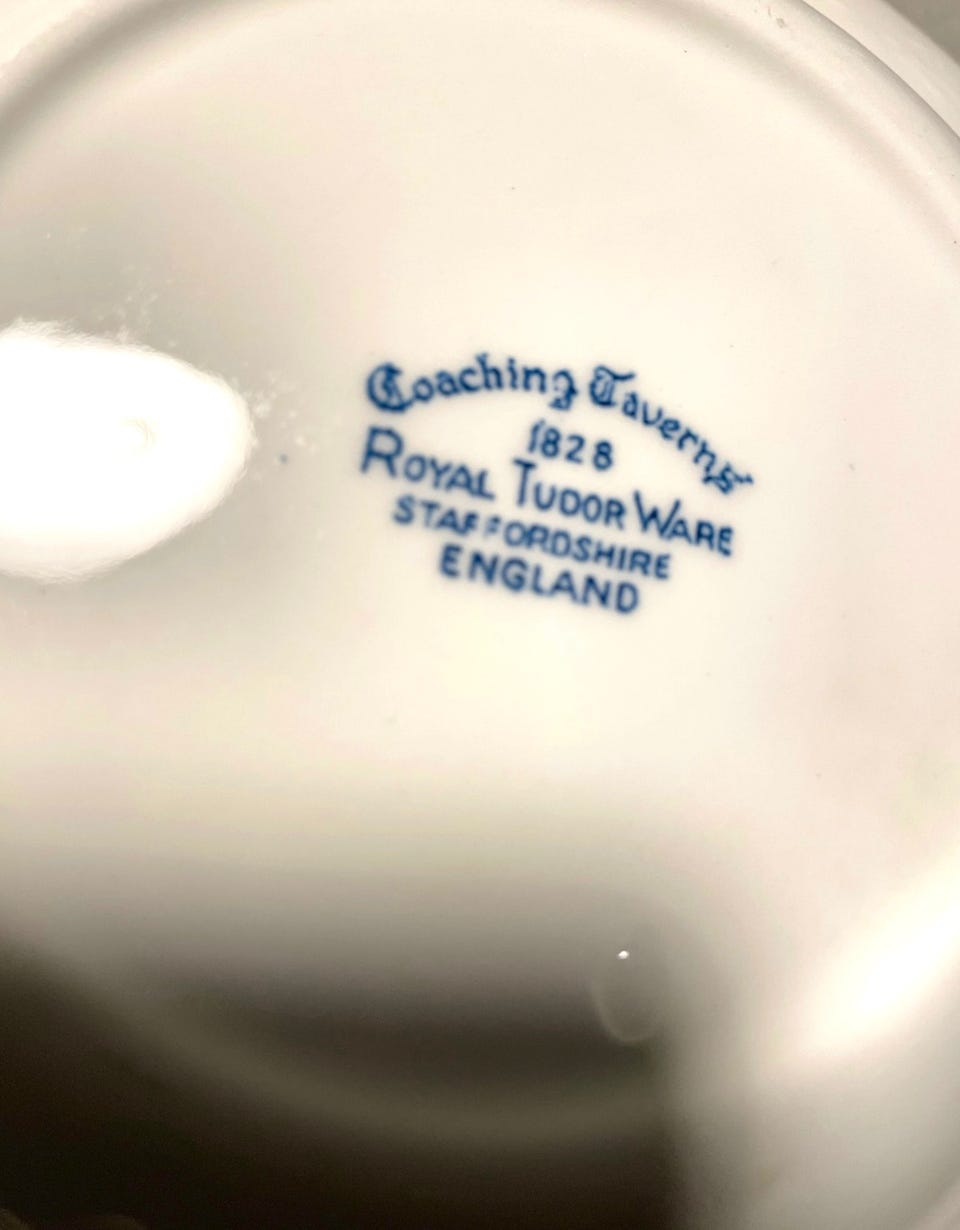 Coaching Taverns
1828
ROYAL TUDOR WARE
STAFFORDSHIRE
ENGLAND